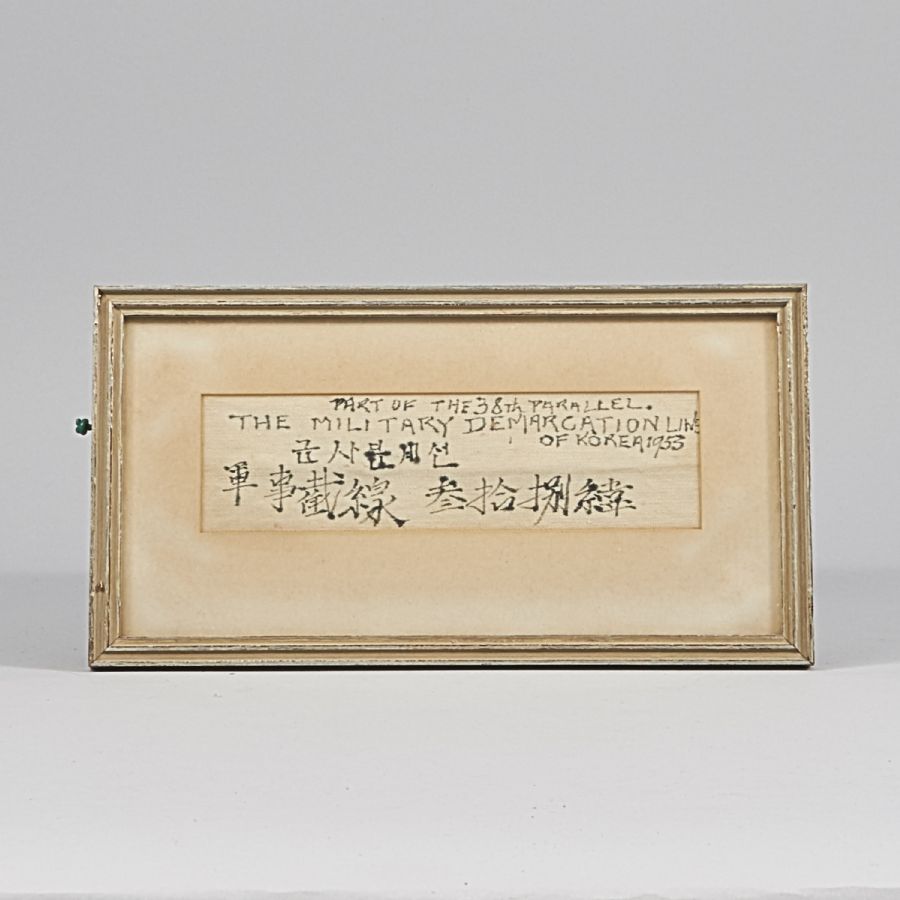 PART OF THE 38th PARALLEL.
THE MILITARY DEMARCATION LINE
OF KOREA 1953
군사분계선
軍事截線 叁拾捌緯